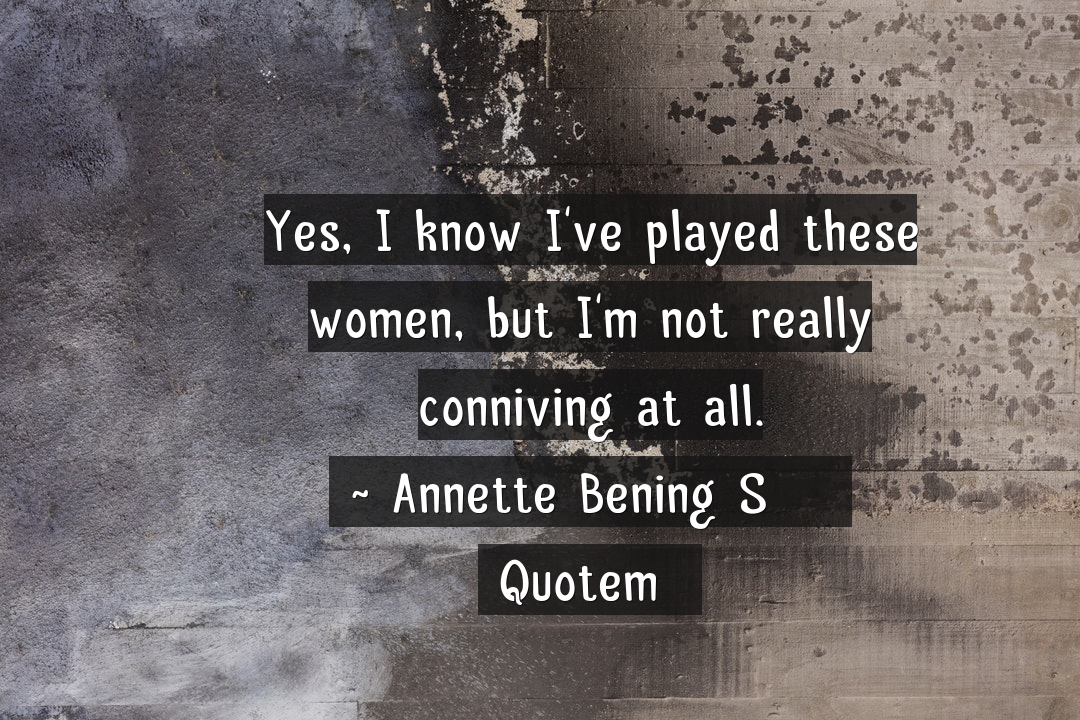 Yes, I know I've played these
women, but I'm not really
conniving at all.
~ Annette Bening S
Quotem